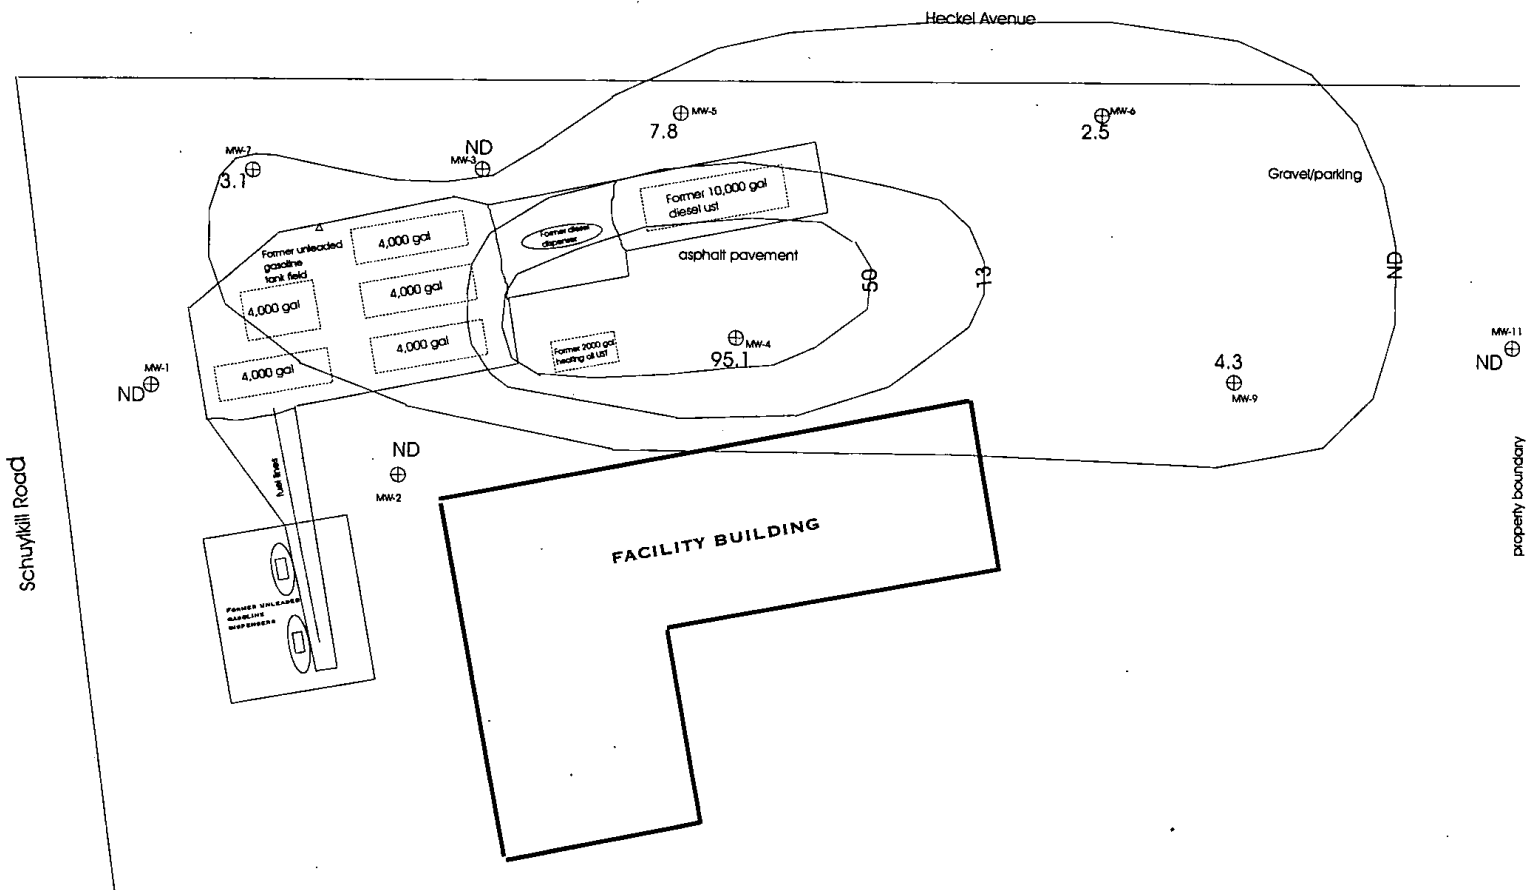 Heckel Avenue
MW-5
7.8
MW-6
2.5
ND
MW-3
MW-7
3.1
Gravel/parking
Former 10,000 gal
diesel ust
Former diesel
dispenser
4,000 gal
Former unleaded
gasoline
tank field
asphalt pavement
50
13
ND
4,000 gal
4,000 gal
4,000 gal
4,000 gal
Former 2000 gal
heating oil UST
MW-4
95.1
MW-11
ND
MW-1
ND
4.3
MW-9
ND
MW-2
fuel lines
Schuylkill Road
property boundary
FACILITY BUILDING
FORMER UNLEADED
GASOLINE
DISPENSERS